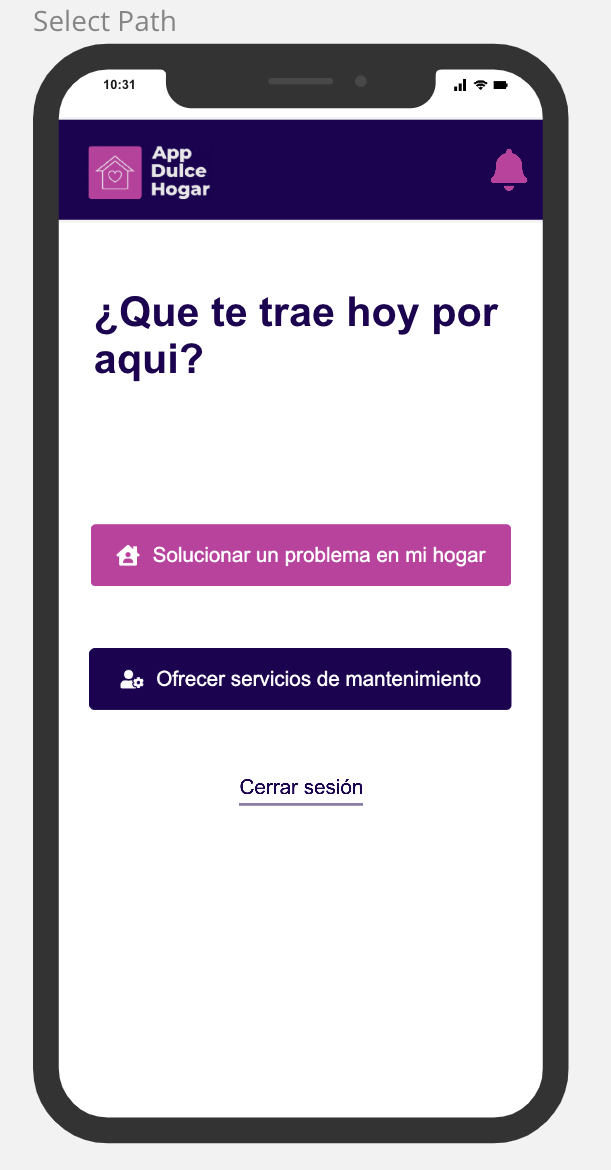 Select Path
10:31
App
Dulce
Hogar
¿Que te trae hoy por
aqui?
Solucionar un problema en mi hogar
Ofrecer servicios de mantenimiento
Cerrar sesión